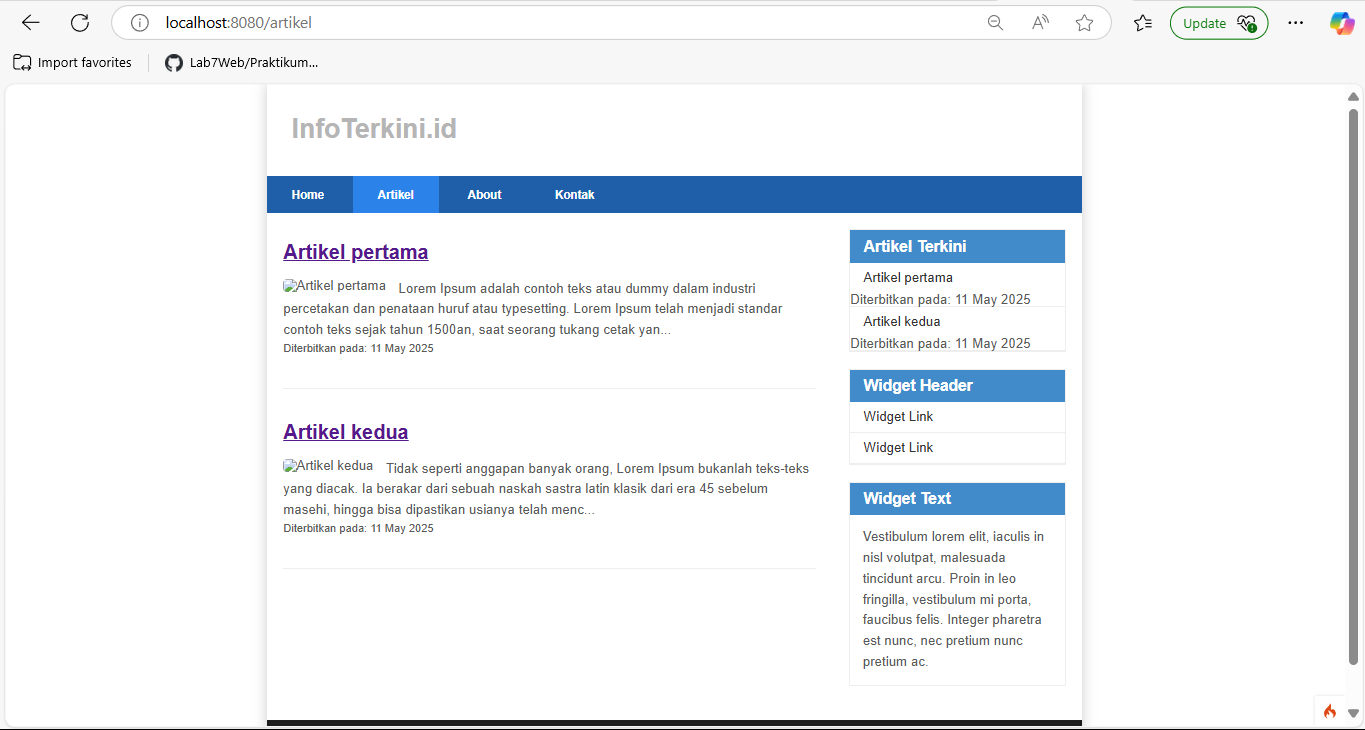 localhost:8080/artikel
Update
Import favorites
Lab7Web/Praktikum...
InfoTerkini.id
Home
Artikel
About
Kontak
Artikel pertama
Artikel pertama
Lorem Ipsum adalah contoh teks atau dummy dalam industri
percetakan dan penataan huruf atau typesetting. Lorem Ipsum telah menjadi standar
contoh teks sejak tahun 1500an, saat seorang tukang cetak yan...
Diterbitkan pada: 11 May 2025
Artikel kedua
Artikel kedua
Tidak seperti anggapan banyak orang, Lorem Ipsum bukanlah teks-teks
yang diacak. Ia berakar dari sebuah naskah sastra latin klasik dari era 45 sebelum
masehi, hingga bisa dipastikan usianya telah menc...
Diterbitkan pada: 11 May 2025
Artikel Terkini
Artikel pertama
Diterbitkan pada: 11 May 2025
Artikel kedua
Diterbitkan pada: 11 May 2025
Widget Header
Widget Link
Widget Link
Widget Text
Vestibulum lorem elit, iaculis in
nisl volutpat, malesuada
tincidunt arcu. Proin in leo
fringilla, vestibulum mi porta,
faucibus felis. Integer pharetra
est nunc, nec pretium nunc
pretium ac.